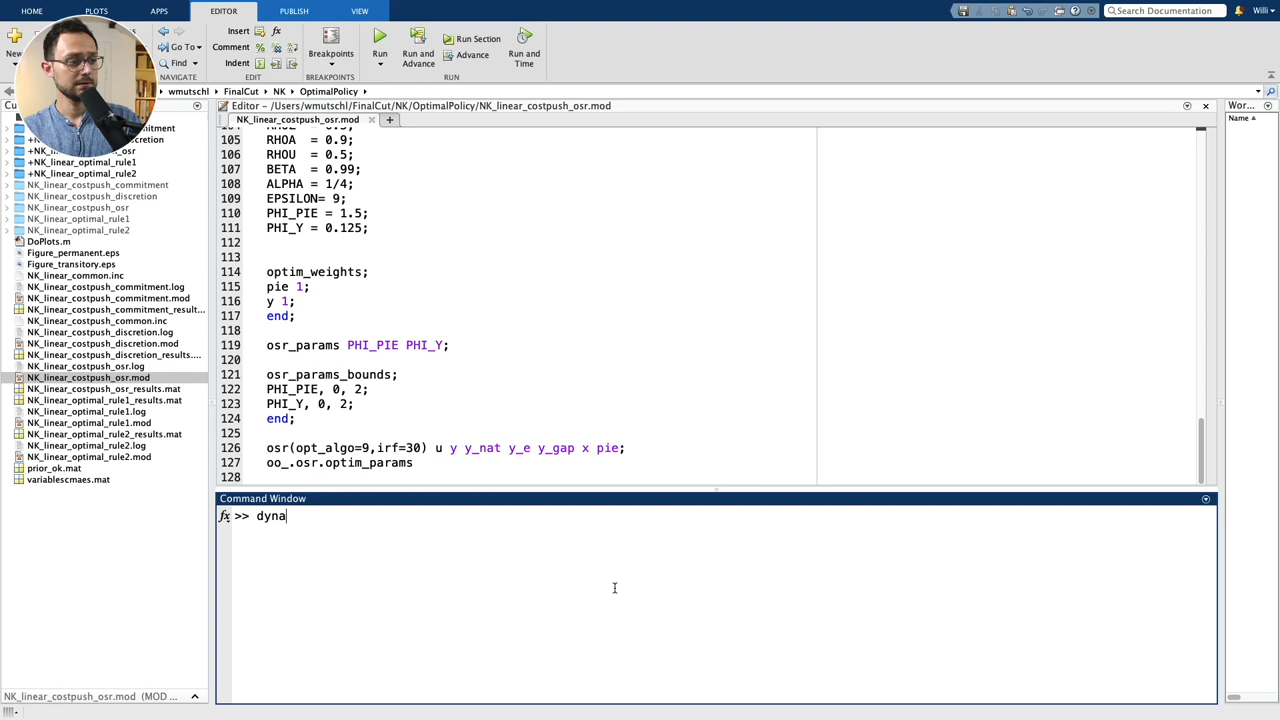 HOME PLOTS APPS EDITOR PUBLISH VIEW
Search Documentation
Willi
New
Go To
Find
NAVIGATE
Insert
Comment
Indent
EDIT
Breakpoints
BREAKPOINTS
Run
Run and Advance
Run Section
Advance
Run and Time
RUN
wmutschl FinalCut NK OptimalPolicy
Editor - /Users/wmutschl/FinalCut/NK/OptimalPolicy/NK_linear_costpush_osr.mod
Wor...
Name
NK_linear_costpush_osr.mod
+NK_linear_optimal_rule1
+NK_linear_optimal_rule2
NK_linear_costpush_commitment
NK_linear_costpush_discretion
NK_linear_costpush_osr
NK_linear_optimal_rule1
NK_linear_optimal_rule2
DoPlots.m
Figure_permanent.eps
Figure_transitory.eps
NK_linear_common.inc
NK_linear_costpush_commitment.log
NK_linear_costpush_commitment.mod
NK_linear_costpush_commitment_result...
NK_linear_costpush_common.inc
NK_linear_costpush_discretion.log
NK_linear_costpush_discretion.mod
NK_linear_costpush_discretion_results....
NK_linear_costpush_osr.log
NK_linear_costpush_osr.mod
NK_linear_costpush_osr_results.mat
NK_linear_optimal_rule1_results.mat
NK_linear_optimal_rule1.log
NK_linear_optimal_rule1.mod
NK_linear_optimal_rule2_results.mat
NK_linear_optimal_rule2.log
NK_linear_optimal_rule2.mod
prior_ok.mat
variablescmaes.mat
NK_linear_costpush_osr.mod (MOD ...
105 RHOA = 0.9;
106 RHOU = 0.5;
107 BETA = 0.99;
108 ALPHA = 1/4;
109 EPSILON= 9;
110 PHI_PIE = 1.5;
111 PHI_Y = 0.125;
112
113
114 optim_weights;
115 pie 1;
116 y 1;
117 end;
118
119 osr_params PHI_PIE PHI_Y;
120
121 osr_params_bounds;
122 PHI_PIE, 0, 2;
123 PHI_Y, 0, 2;
124 end;
125
126 osr(opt_algo=9,irf=30) u y y_nat y_e y_gap x pie;
127 oo_.osr.optim_params
128
Command Window
fx >> dyna